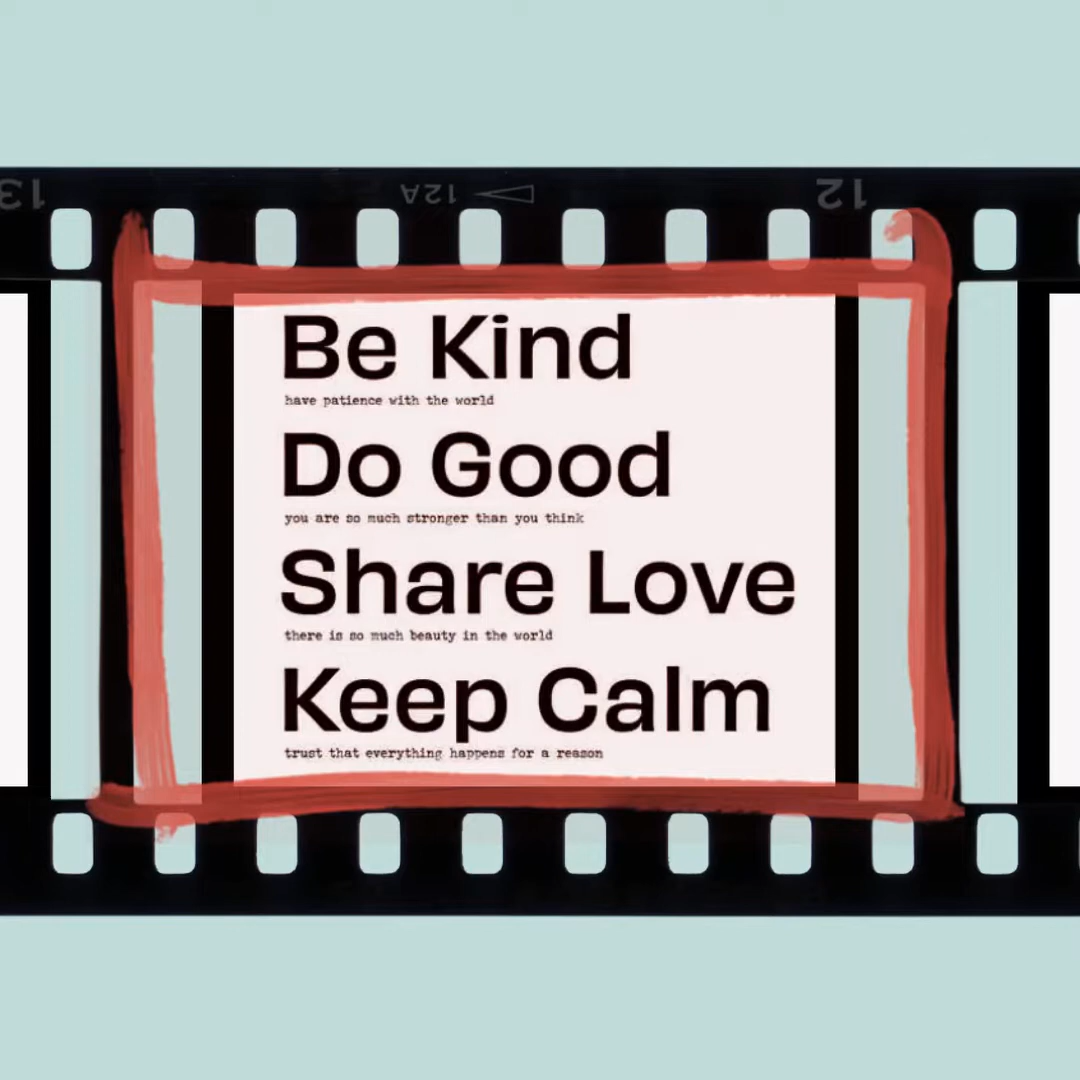 13 12A 12
Be Kind
have patience with the world
Do Good
you are so much stronger than you think
Share Love
there is so much beauty in the world
Keep Calm
trust that everything happens for a reason